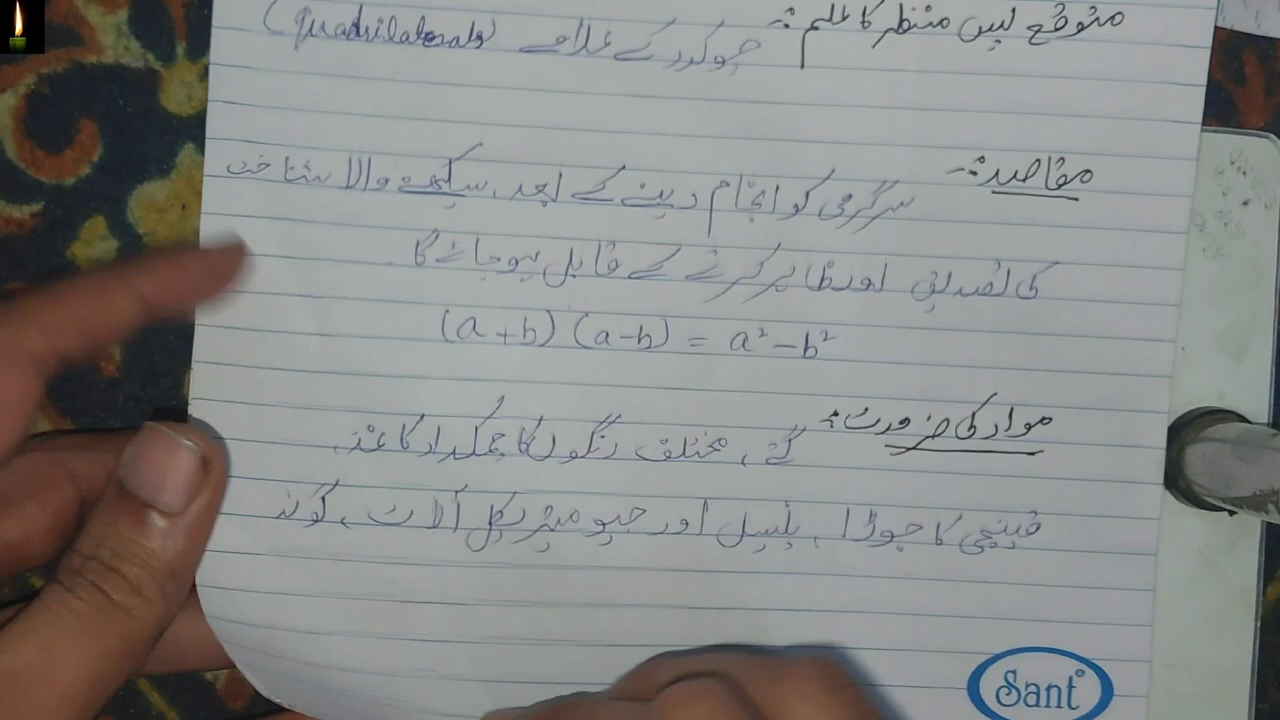 متوقع پس منظر کا علم :-
چوکور کے علاقے (Quadrilaterals)
مقاصد :-
سرگرمی کو انجام دینے کے بعد سیکھنے والا شناخت
کی تصدیق اور ظاہر کرنے کے قابل ہو جائے گا
(a+b) (a-b) = a² - b²
مواد کی ضرورت :-
گتے ، مختلف رنگوں کا چمکدار کاغذ ،
قینچی کا جوڑا ، پنسل اور جیومیٹریکل آلات ، گوند
Sant